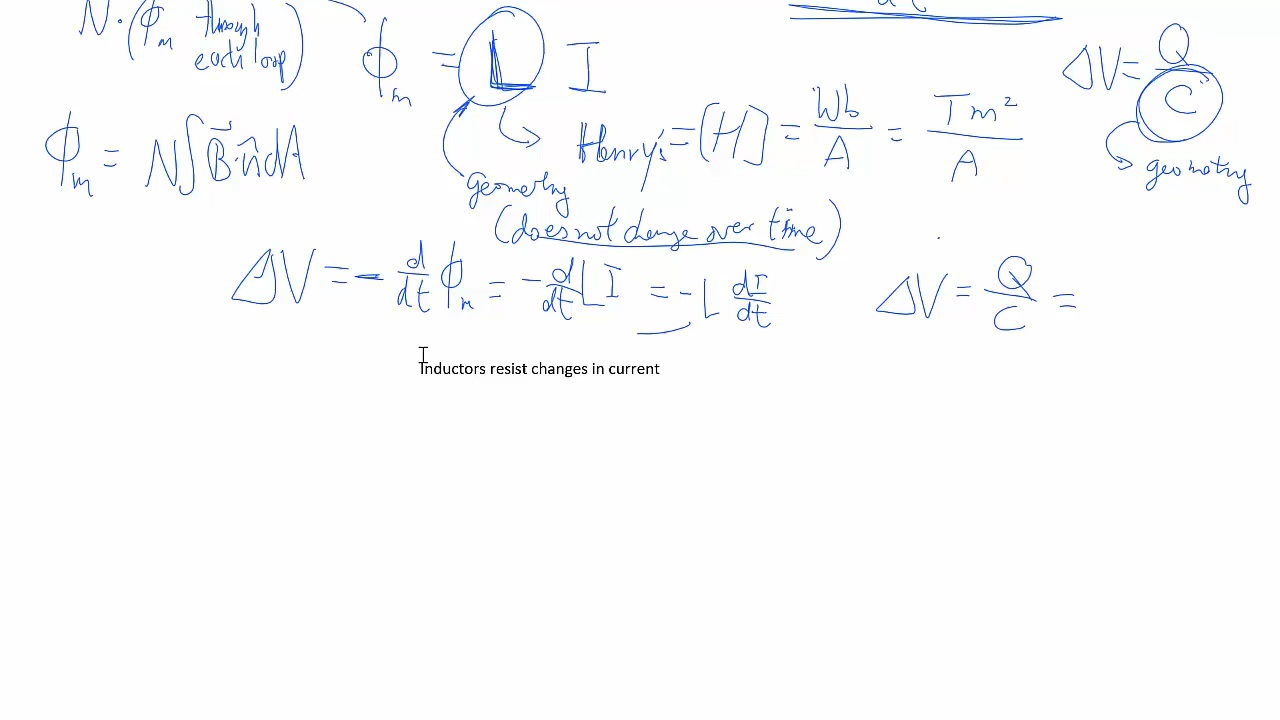 N · (ϕm through each loop)
ϕm = L I
ΔV = Q/C
Henry's = [H] = Wb/A = Tm²/A
ϕm = N∫B⃗·n̂dA
geometry
geometry
(does not change over time)
ΔV = - d/dt ϕm = - d/dt L I = - L dI/dt
ΔV = Q/C =
Inductors resist changes in current